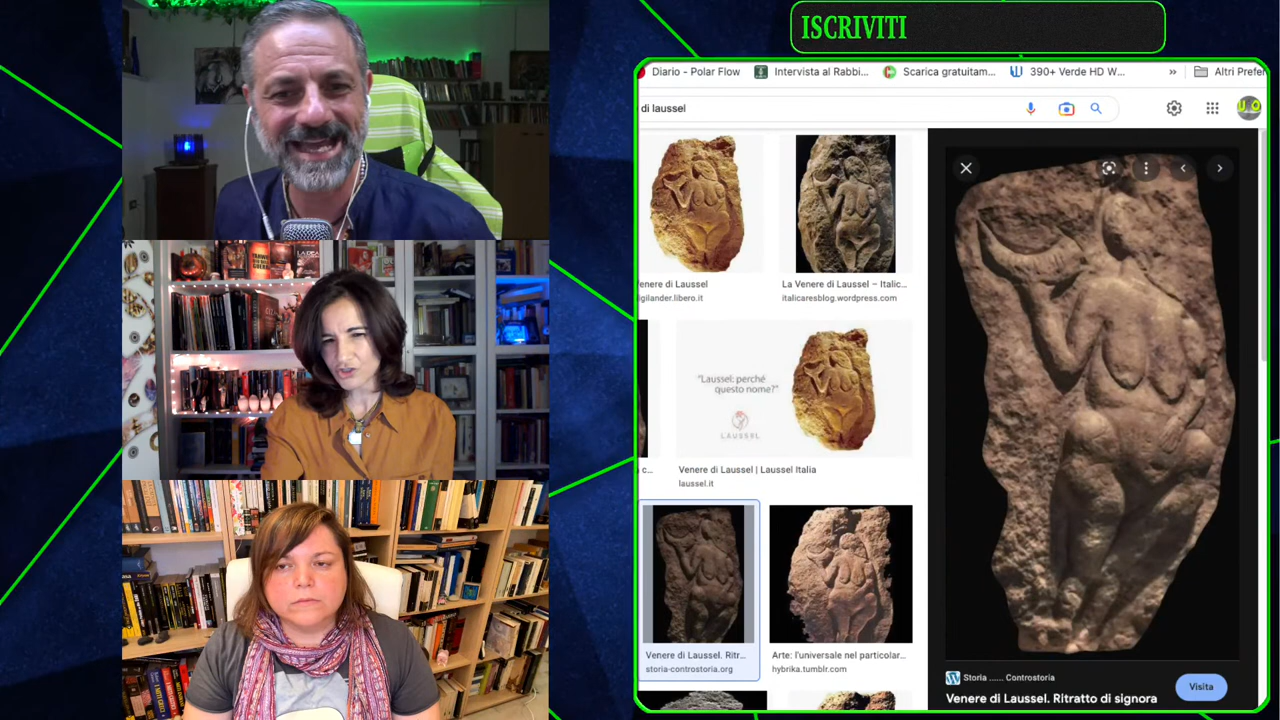 ISCRIVITI
Diario - Polar Flow
Intervista al Rabbi...
Scarica gratuitam...
390+ Verde HD W...
»
Altri Prefer
di laussel
enere di Laussel
igilander.libero.it
La Venere di Laussel – Italic...
italicaresblog.wordpress.com
"Laussel: perché
questo nome?"
LAUSSEL
c...
Venere di Laussel | Laussel Italia
laussel.it
Venere di Laussel. Ritr...
storia-controstoria.org
Arte: l'universale nel particolar...
hybrika.tumblr.com
Storia ...... Controstoria
Venere di Laussel. Ritratto di signora
Visita